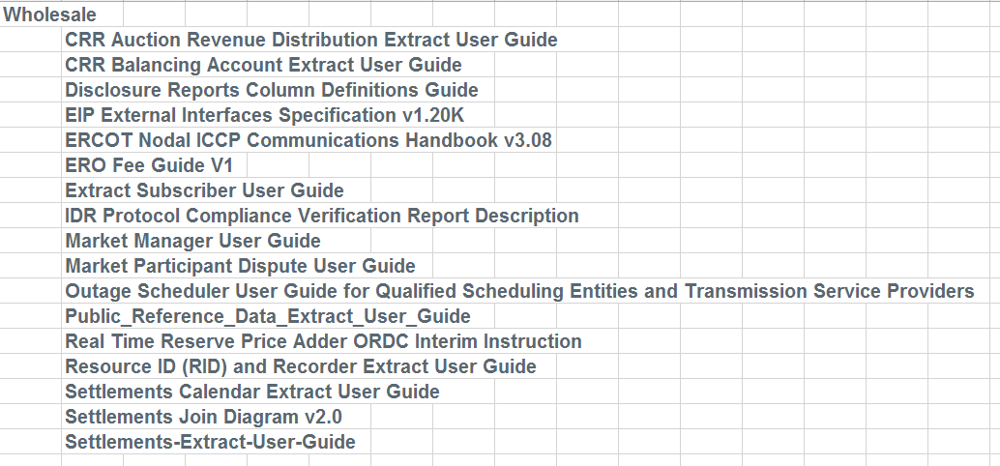 Wholesale
CRR Auction Revenue Distribution Extract User Guide
CRR Balancing Account Extract User Guide
Disclosure Reports Column Definitions Guide
EIP External Interfaces Specification v1.20K
ERCOT Nodal ICCP Communications Handbook v3.08
ERO Fee Guide V1
Extract Subscriber User Guide
IDR Protocol Compliance Verification Report Description
Market Manager User Guide
Market Participant Dispute User Guide
Outage Scheduler User Guide for Qualified Scheduling Entities and Transmission Service Providers
Public_Reference_Data_Extract_User_Guide
Real Time Reserve Price Adder ORDC Interim Instruction
Resource ID (RID) and Recorder Extract User Guide
Settlements Calendar Extract User Guide
Settlements Join Diagram v2.0
Settlements-Extract-User-Guide